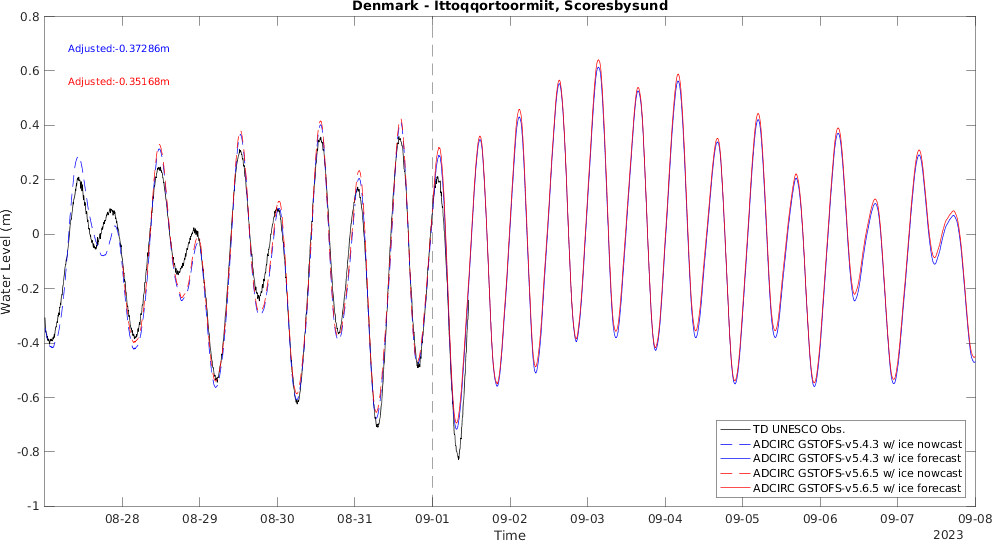 Denmark - Ittoqqortoormiit, Scoresbysund
0.8
0.6
0.4
0.2
0
-0.2
-0.4
-0.6
-0.8
-1
Water Level (m)
Adjusted:-0.37286m
Adjusted:-0.35168m
TD UNESCO Obs.
ADCIRC GSTOFS-v5.4.3 w/ ice nowcast
ADCIRC GSTOFS-v5.4.3 w/ ice forecast
ADCIRC GSTOFS-v5.6.5 w/ ice nowcast
ADCIRC GSTOFS-v5.6.5 w/ ice forecast
08-28 08-29 08-30 08-31 09-01 09-02 09-03 09-04 09-05 09-06 09-07 09-08
Time
2023